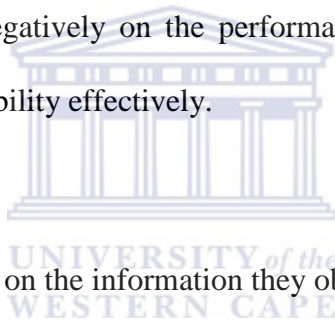 egatively on the performa
bility effectively.
UNIVERSITY of the
on the information they ob
WESTERN CAPE